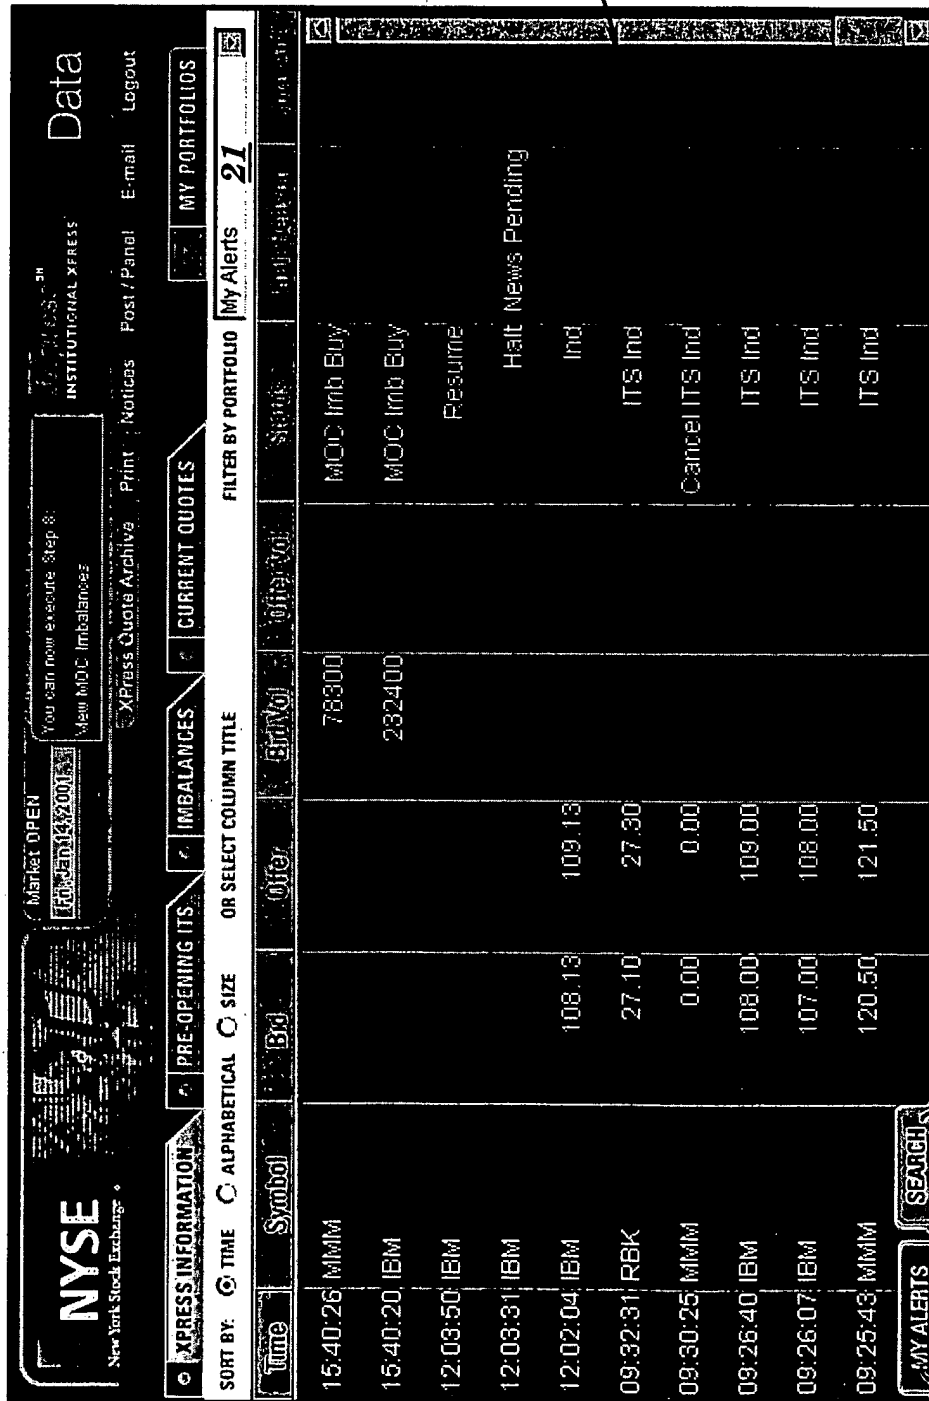 NYSE
New York Stock Exchange
Market OPEN
Fri, Jan 14, 2001
You can now execute Step 8:
View MOC Imbalances
INSTITUTIONAL XPRESS
SM
Data
XPress Quote Archive Print Notices Post / Panel E-mail Logout
XPRESS INFORMATION PRE-OPENING ITS IMBALANCES CURRENT QUOTES MY PORTFOLIOS
SORT BY: TIME ALPHABETICAL SIZE OR SELECT COLUMN TITLE FILTER BY PORTFOLIO My Alerts 21
Time Symbol Bid Offer Bid Vol Offer Vol Status
15:40:26 MMM 78300 MOC Imb Buy
15:40:20 IBM 232400 MOC Imb Buy
12:03:50 IBM Resume
12:03:31 IBM Halt News Pending
12:02:04 IBM 108.13 109.13 Ind
09:32:31 RBK 27.10 27.30 ITS Ind
09:30:25 MMM 0.00 0.00 Cancel ITS Ind
09:26:40 IBM 108.00 109.00 ITS Ind
09:26:07 IBM 107.00 108.00 ITS Ind
09:25:43 MMM 120.50 121.50 ITS Ind
MY ALERTS SEARCH